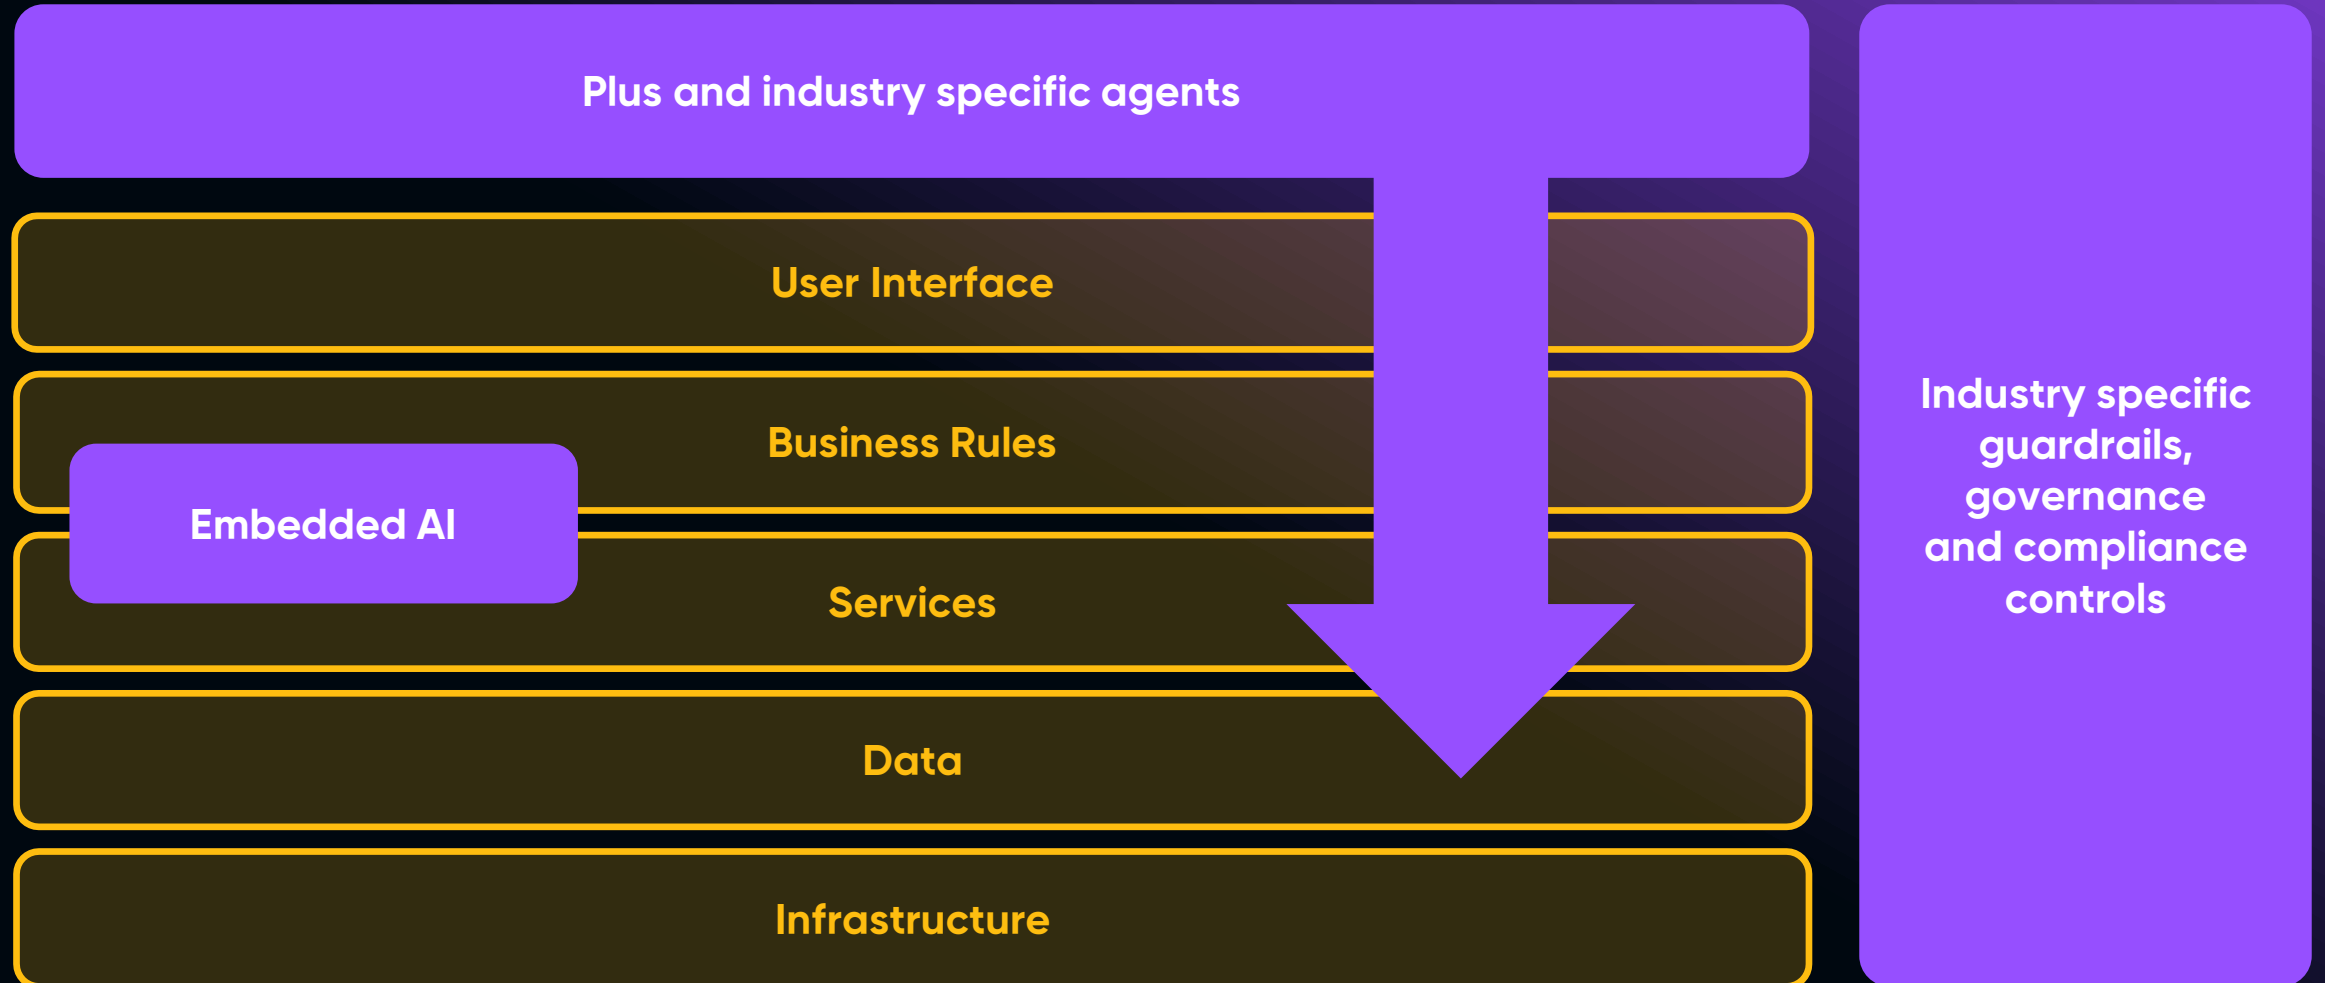 Plus and industry specific agents
User Interface
Business Rules
Embedded AI
Services
Data
Infrastructure
Industry specific
guardrails,
governance
and compliance
controls